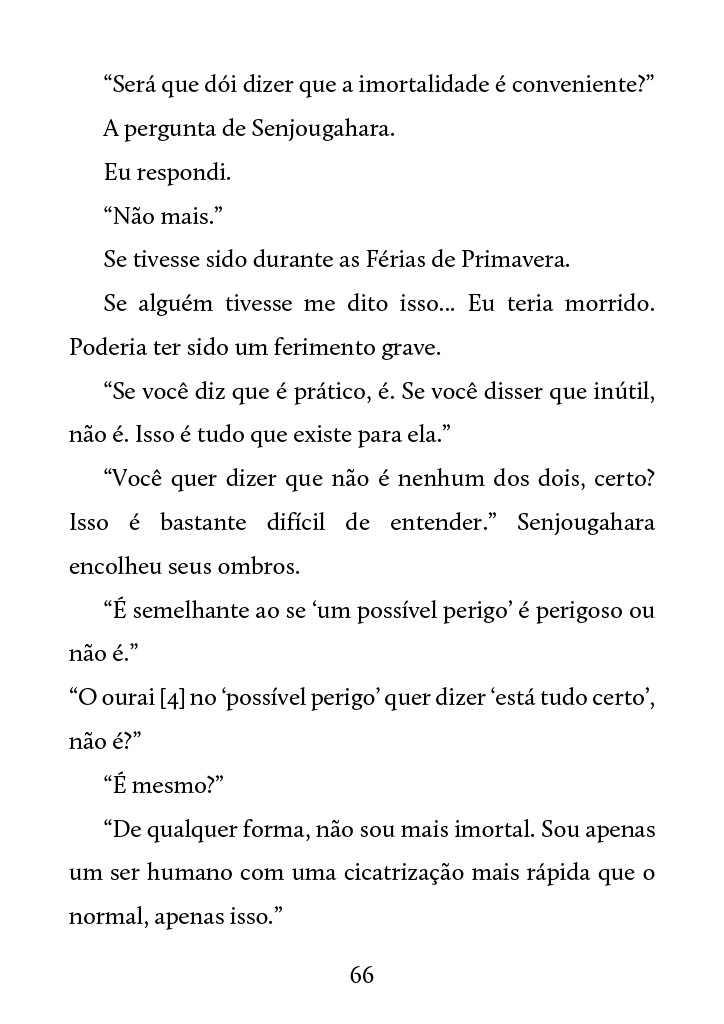 “Será que dói dizer que a imortalidade é conveniente?”
A pergunta de Senjougahara.
Eu respondi.
“Não mais.”
Se tivesse sido durante as Férias de Primavera.
Se alguém tivesse me dito isso... Eu teria morrido.
Poderia ter sido um ferimento grave.
“Se você diz que é prático, é. Se você disser que inútil,
não é. Isso é tudo que existe para ela.”
“Você quer dizer que não é nenhum dos dois, certo?
Isso é bastante difícil de entender.” Senjougahara
encolheu seus ombros.
“É semelhante ao se ‘um possível perigo’ é perigoso ou
não é.”
“O ourai [4] no ‘possível perigo’ quer dizer ‘está tudo certo’,
não é?”
“É mesmo?”
“De qualquer forma, não sou mais imortal. Sou apenas
um ser humano com uma cicatrização mais rápida que o
normal, apenas isso.”
66